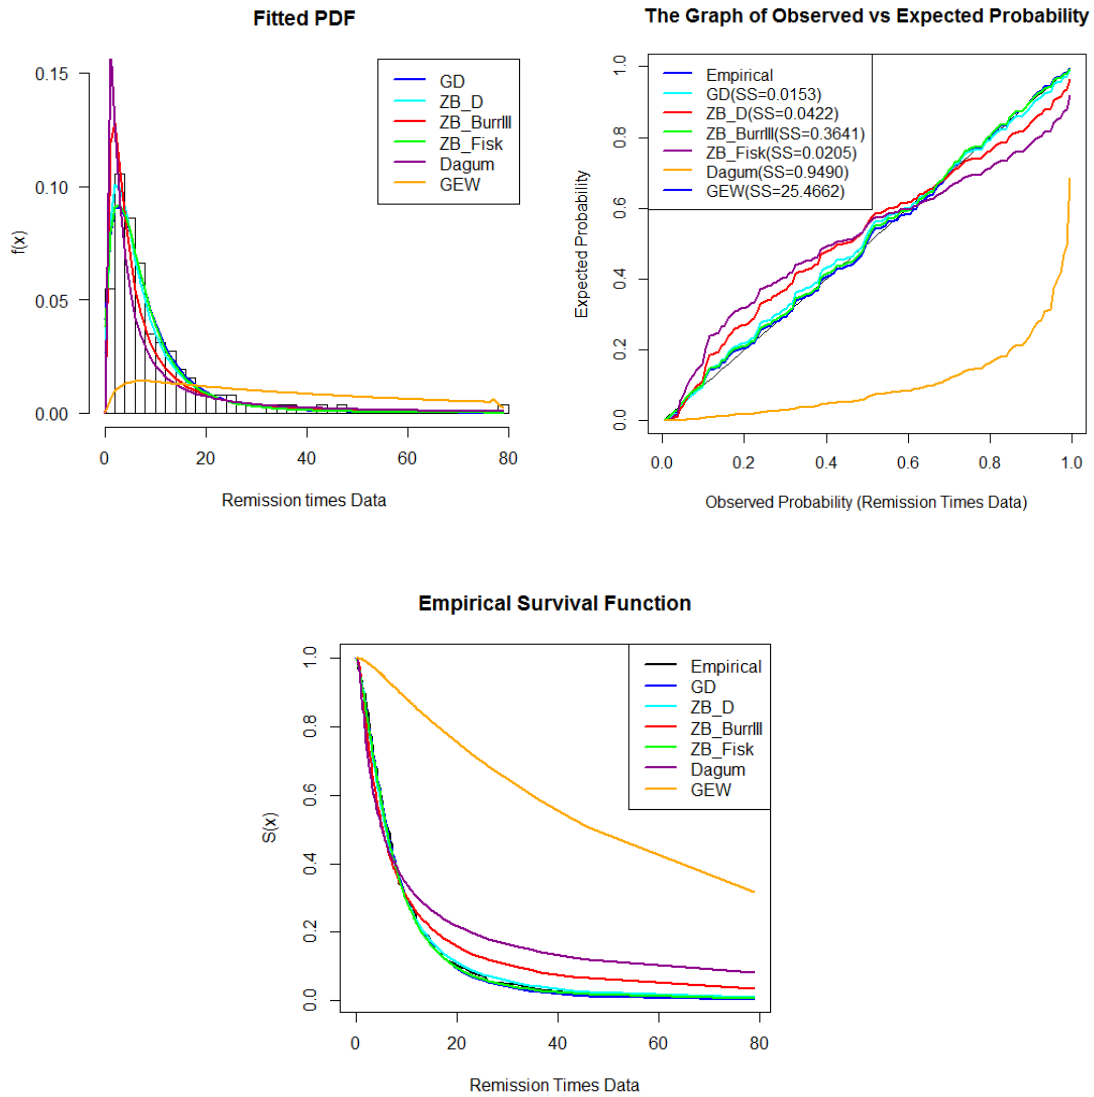 Fitted PDF
f(x)
0.15
0.10
0.05
0.00
GD
ZB_D
ZB_BurrIII
ZB_Fisk
Dagum
GEW
0
20
40
60
80
Remission times Data
The Graph of Observed vs Expected Probability
Expected Probability
1.0
0.8
0.6
0.4
0.2
0.0
Empirical
GD(SS=0.0153)
ZB_D(SS=0.0422)
ZB_BurrIII(SS=0.3641)
ZB_Fisk(SS=0.0205)
Dagum(SS=0.9490)
GEW(SS=25.4662)
0.0
0.2
0.4
0.6
0.8
1.0
Observed Probability (Remission Times Data)
Empirical Survival Function
S(x)
1.0
0.8
0.6
0.4
0.2
0.0
Empirical
GD
ZB_D
ZB_BurrIII
ZB_Fisk
Dagum
GEW
0
20
40
60
80
Remission Times Data